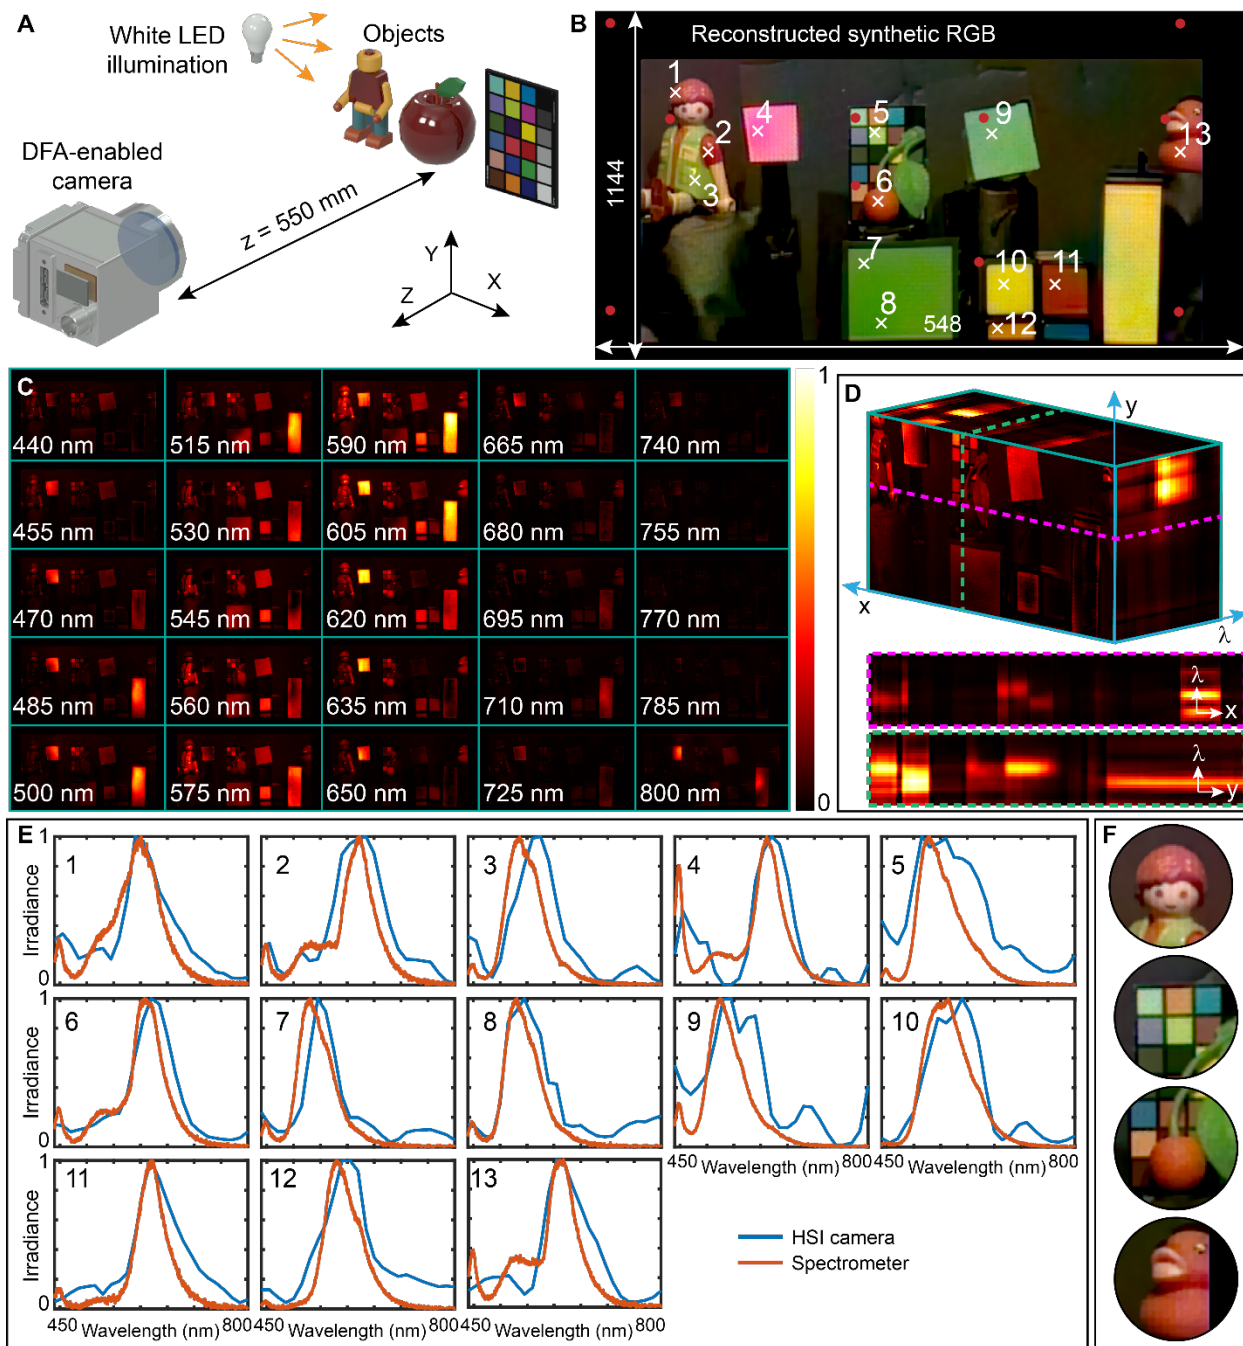 A
White LED
illumination
Objects
DFA-enabled
camera
z = 550 mm
Y
X
Z
B
Reconstructed synthetic RGB
1144
548
1
2
3
4
5
6
7
8
9
10
11
12
13
C
440 nm
515 nm
590 nm
665 nm
740 nm
455 nm
530 nm
605 nm
680 nm
755 nm
470 nm
545 nm
620 nm
695 nm
770 nm
485 nm
560 nm
635 nm
710 nm
785 nm
500 nm
575 nm
650 nm
725 nm
800 nm
1
0
D
y
x
λ
λ
x
λ
y
E
1
Irradiance
0
1
2
3
4
5
1
Irradiance
0
6
7
8
9
10
450 Wavelength (nm) 800
450 Wavelength (nm) 800
1
Irradiance
0
11
12
13
450 Wavelength (nm) 800
450 Wavelength (nm) 800
450 Wavelength (nm) 800
HSI camera
Spectrometer
F